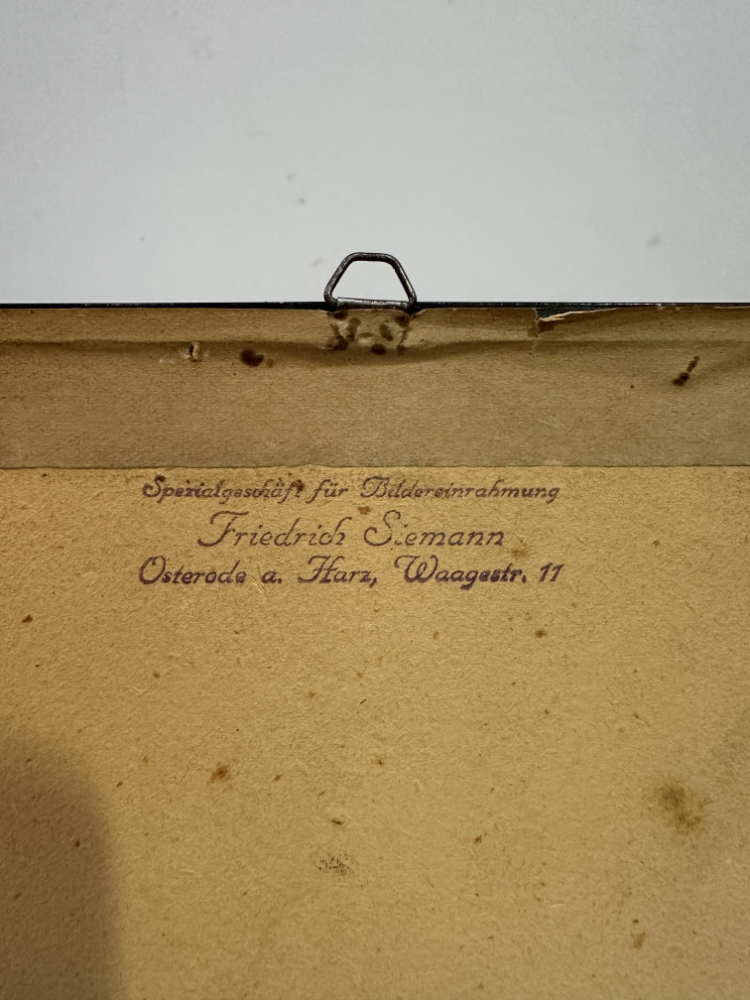 Spezialgeschäft für Bildereinrahmung
Friedrich Siemann
Osterode a. Harz, Waagestr. 11